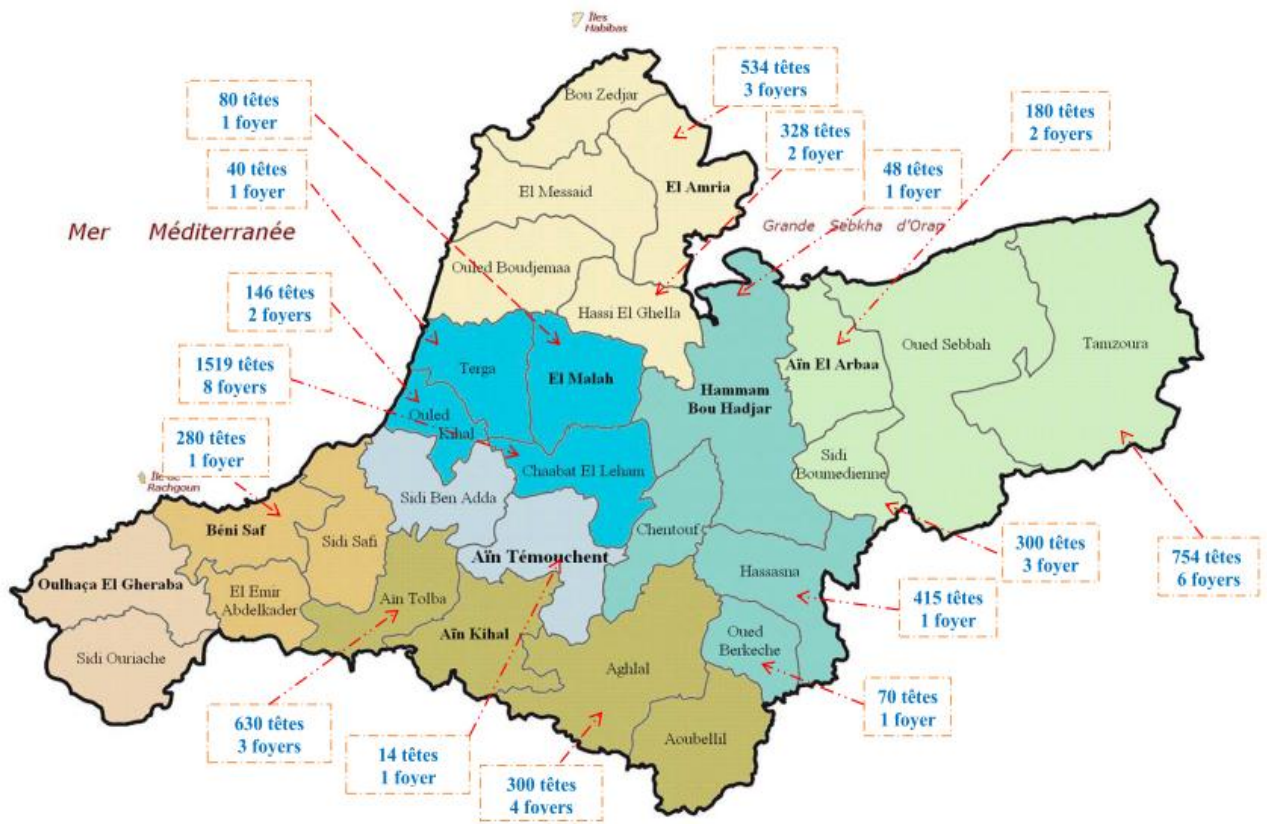 Îles
Habibas
80 têtes
1 foyer
534 têtes
3 foyers
180 têtes
2 foyers
328 têtes
2 foyer
40 têtes
1 foyer
48 têtes
1 foyer
Bou Zedjar
El Messaid
El Amria
Mer Méditerranée
Grande Sebkha d'Oran
Ouled Boudjemaa
Hassi El Ghella
146 têtes
2 foyers
1519 têtes
8 foyers
Terga
El Malah
Aïn El Arbaa
Oued Sebbah
Tamzoura
Hammam
Bou Hadjar
Ouled
Kihal
280 têtes
1 foyer
Île de
Rachgoun
Sidi Ben Adda
Chaabat El Leham
Sidi
Boumedienne
Béni Saf
Sidi Safi
Chentouf
Aïn Témouchent
Hassasna
300 têtes
3 foyer
754 têtes
6 foyers
Oulhaça El Gheraba
El Emir
Abdelkader
Ain Tolba
Aïn Kihal
415 têtes
1 foyer
Oued
Berkeche
Sidi Ouriache
Aghlal
630 têtes
3 foyers
14 têtes
1 foyer
300 têtes
4 foyers
Aoubellil
70 têtes
1 foyer